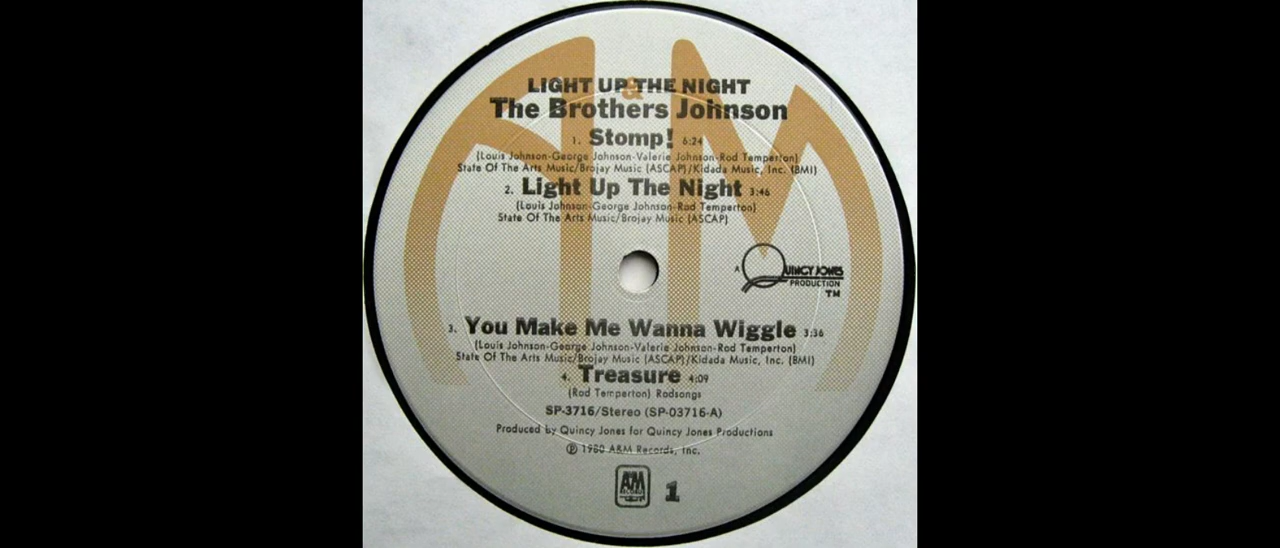 LIGHT UP THE NIGHT
The Brothers Johnson
1. Stomp! 6:24
(Louis Johnson-George Johnson-Valerie Johnson-Rod Temperton)
State Of The Arts Music/Brojay Music (ASCAP)/Kidada Music, Inc. (BMI)
2. Light Up The Night 3:46
(Louis Johnson-George Johnson-Rod Temperton)
State Of The Arts Music/Brojay Music (ASCAP)
A QUINCY JONES
PRODUCTION
TM
3. You Make Me Wanna Wiggle 3:36
(Louis Johnson-George Johnson-Valerie Johnson-Rod Temperton)
State Of The Arts Music/Brojay Music (ASCAP)/Kidada Music, Inc. (BMI)
4. Treasure 4:09
(Rod Temperton) Rodsongs
SP-3716/Stereo (SP-03716-A)
Produced by Quincy Jones for Quincy Jones Productions
℗ 1980 A&M Records, Inc.
A&M
RECORDS
1